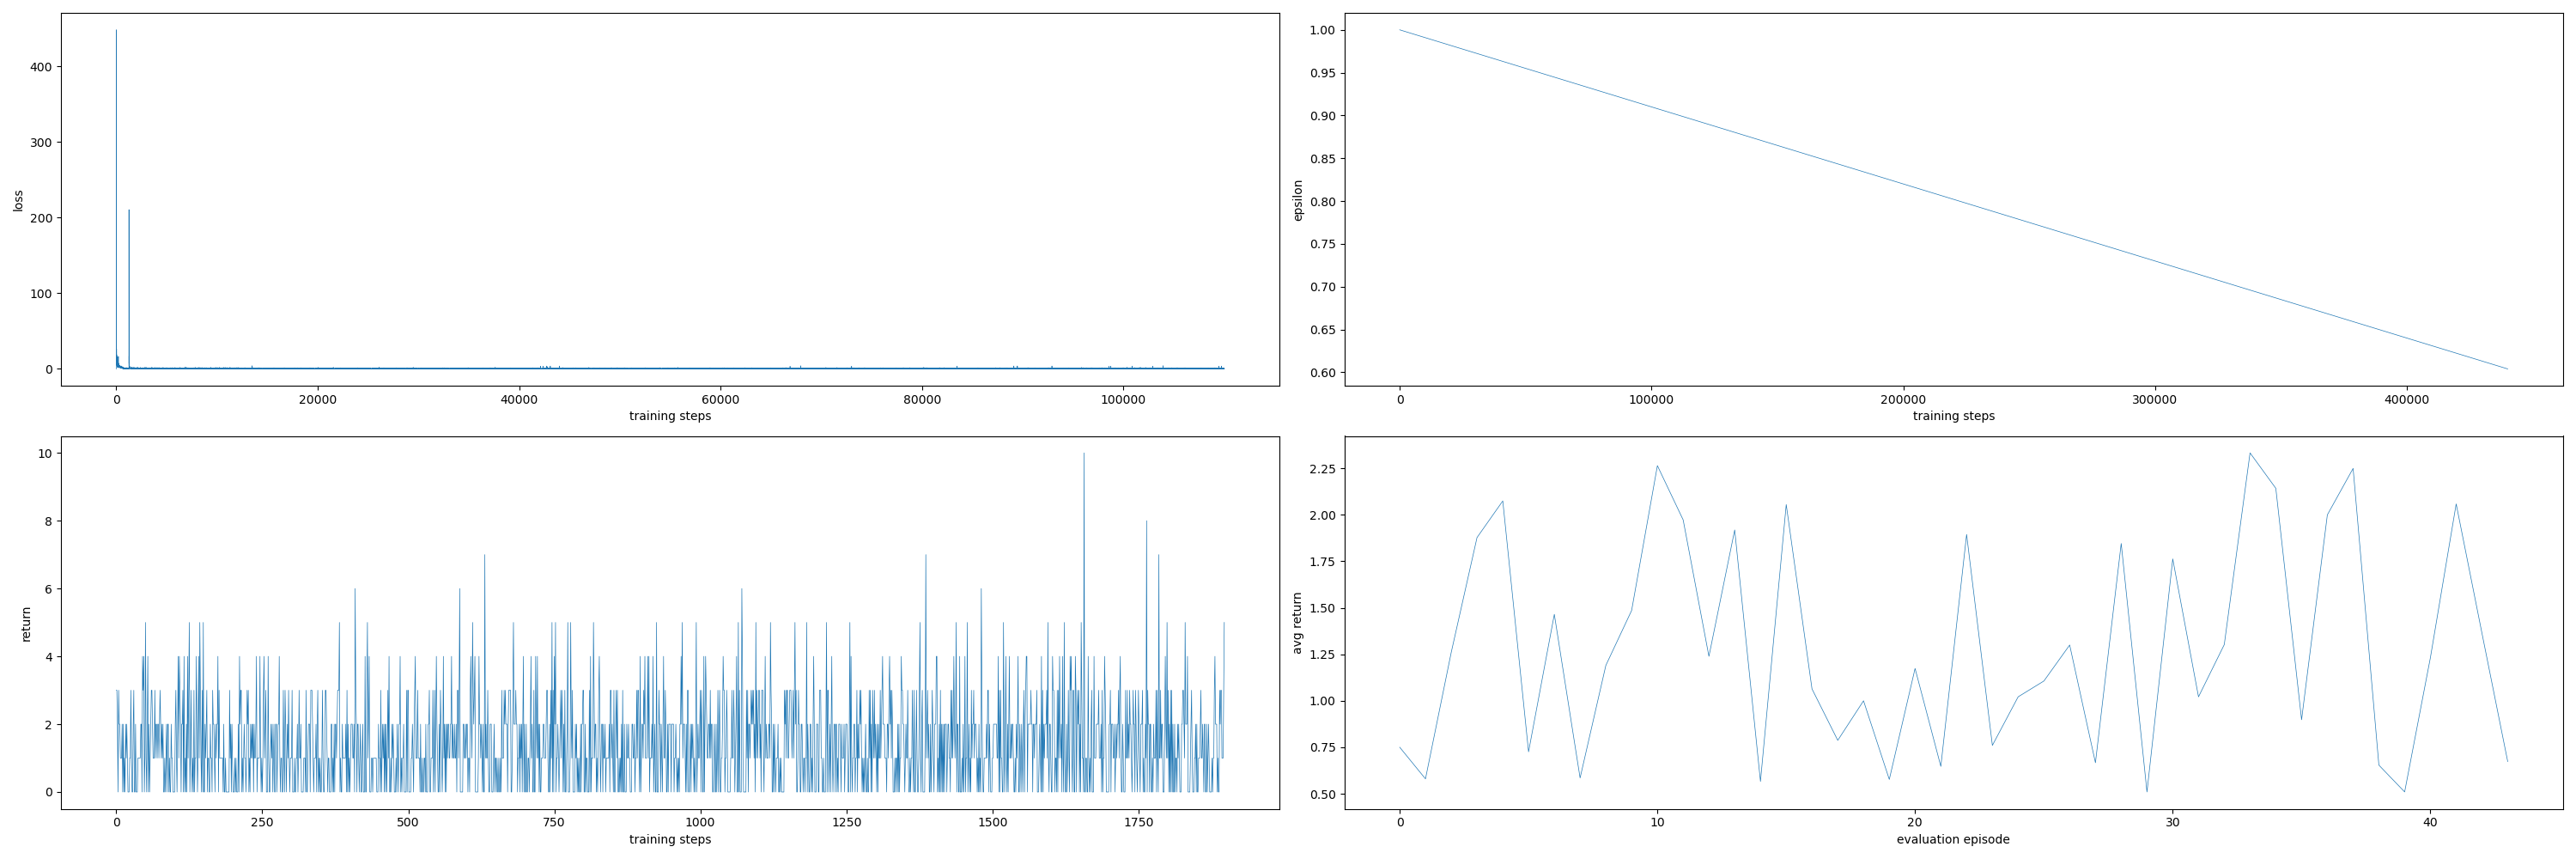 loss
400
300
200
100
0
0 20000 40000 60000 80000 100000
training steps
epsilon
1.00
0.95
0.90
0.85
0.80
0.75
0.70
0.65
0.60
0 100000 200000 300000 400000
training steps
return
10
8
6
4
2
0
0 250 500 750 1000 1250 1500 1750
training steps
avg return
2.25
2.00
1.75
1.50
1.25
1.00
0.75
0.50
0 10 20 30 40
evaluation episode